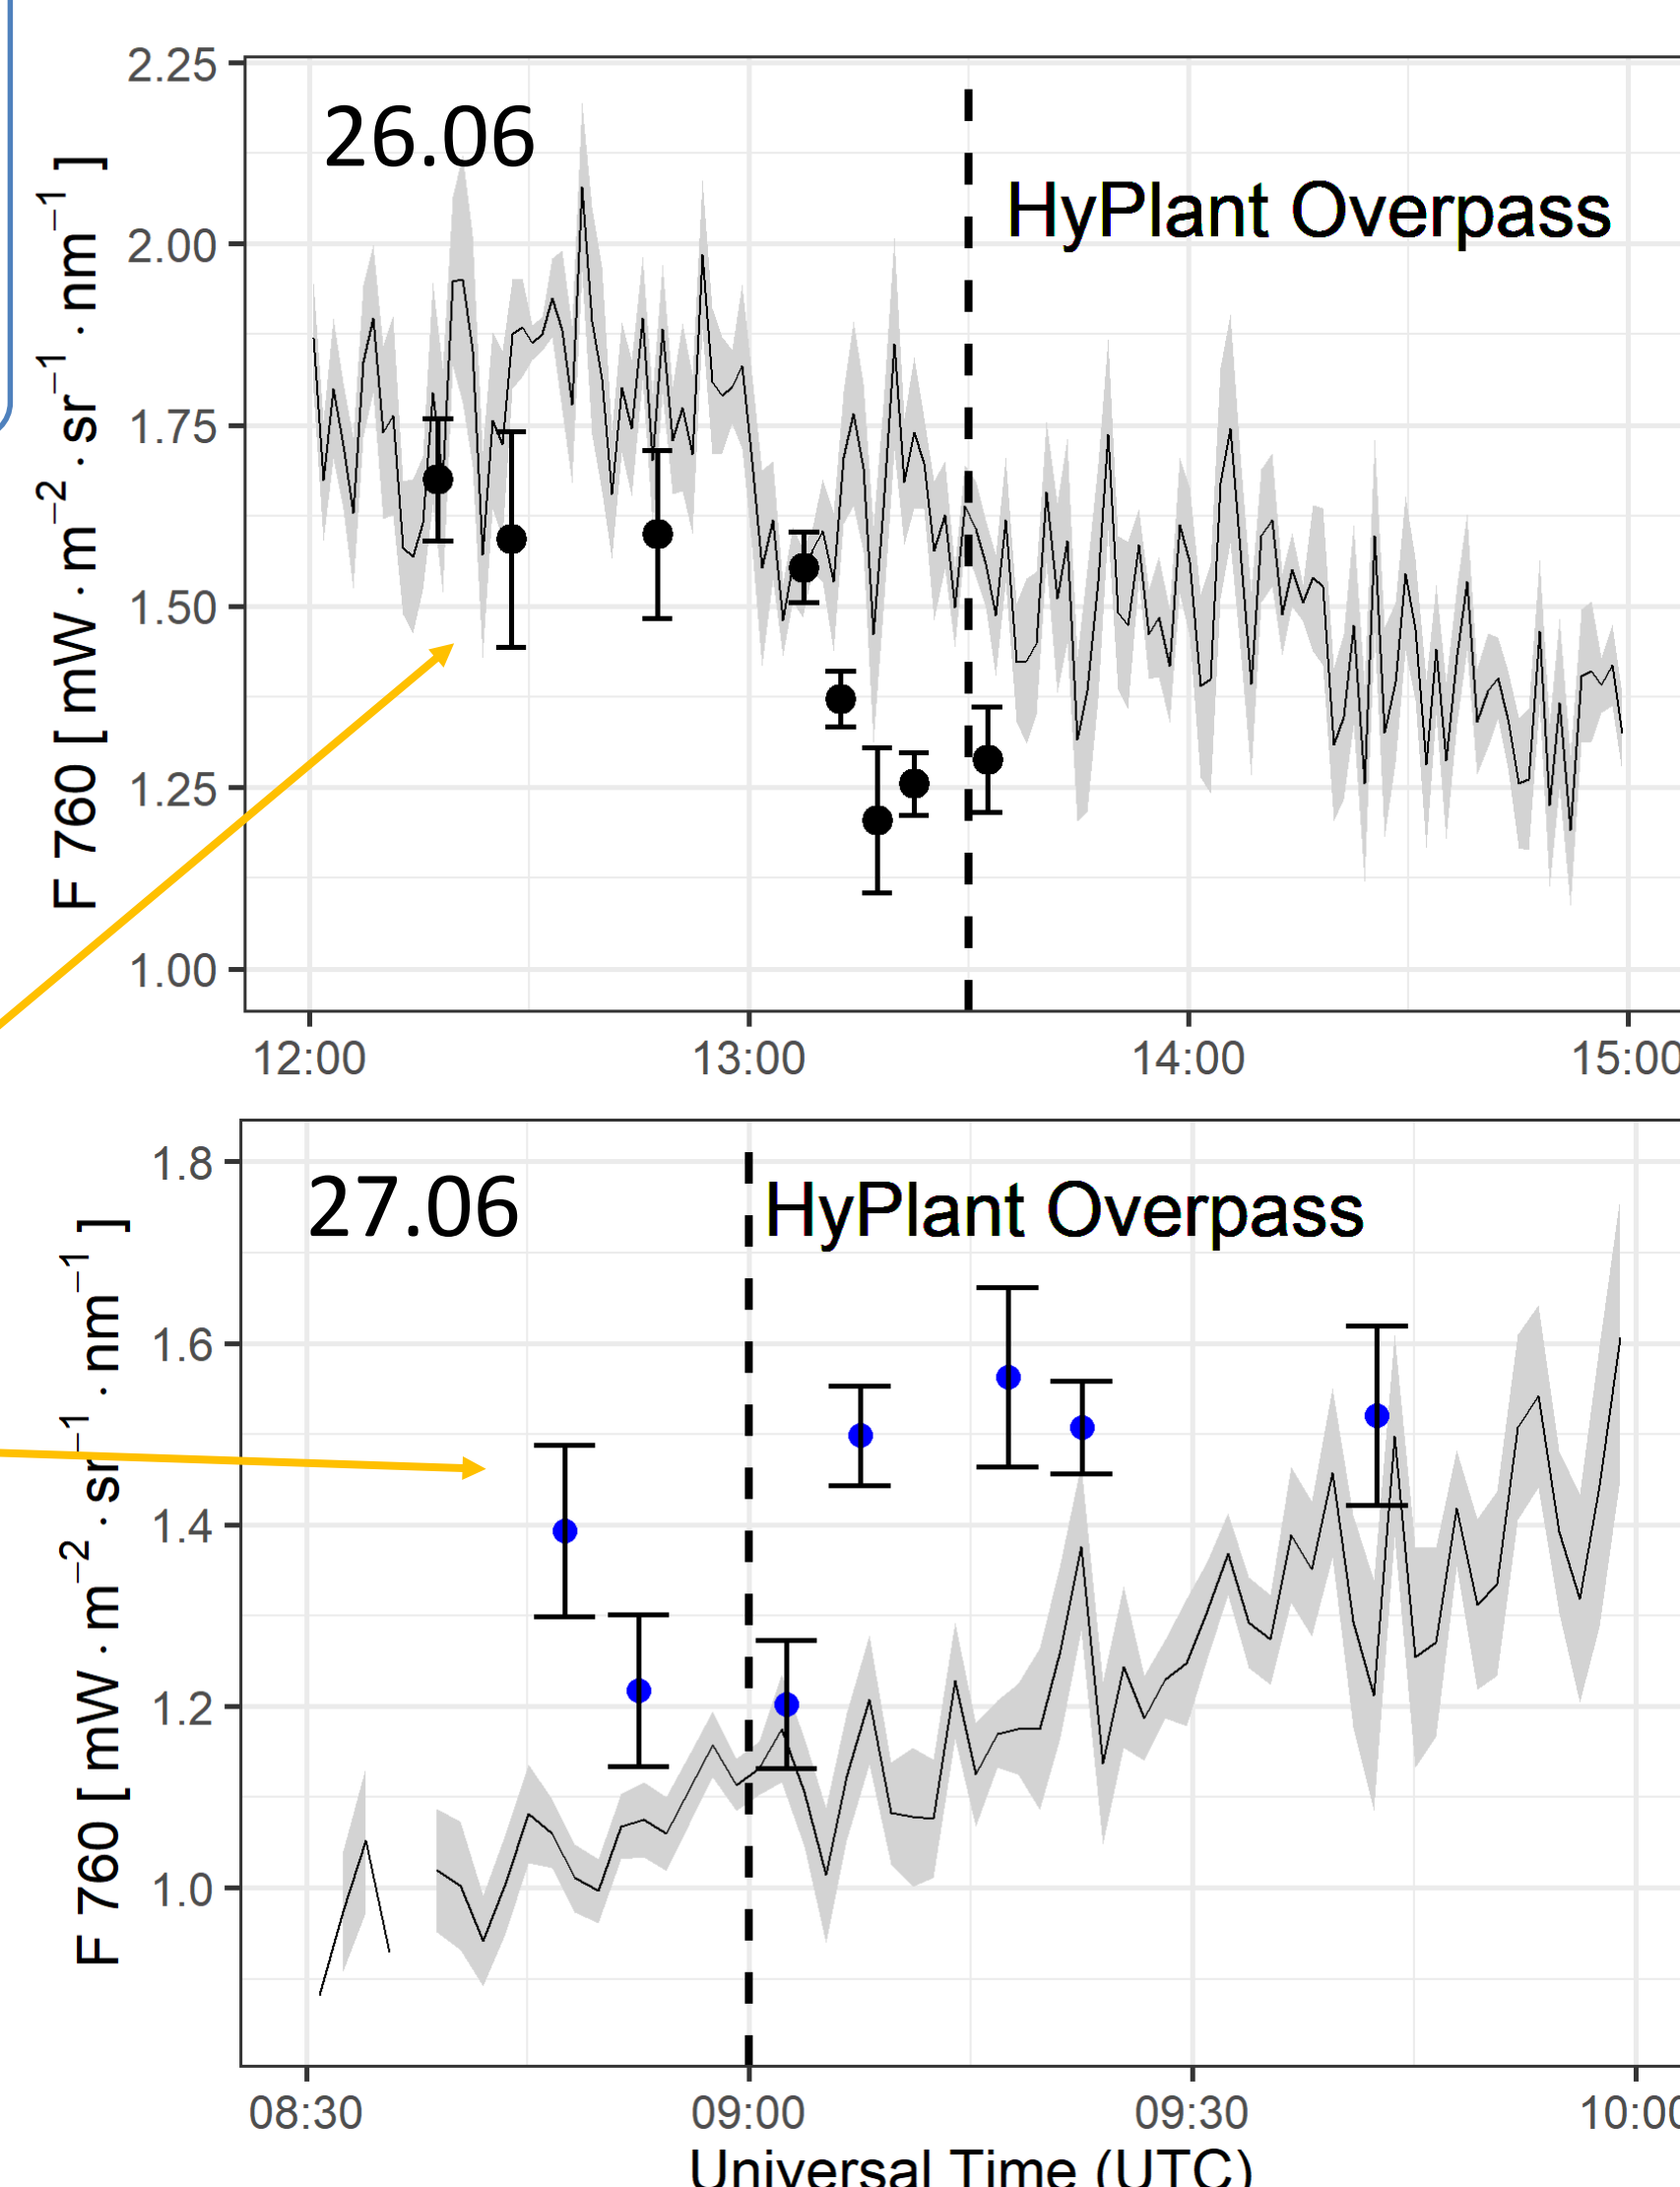 2.25
26.06
HyPlant Overpass
2.00
1.75
1.50
1.25
1.00
F 760 [ mW · m⁻² · sr⁻¹ · nm⁻¹ ]
12:00 13:00 14:00 15:00
1.8
27.06 HyPlant Overpass
1.6
1.4
1.2
1.0
F 760 [ mW · m⁻² · sr⁻¹ · nm⁻¹ ]
08:30 09:00 09:30 10:00
Universal Time (UTC)